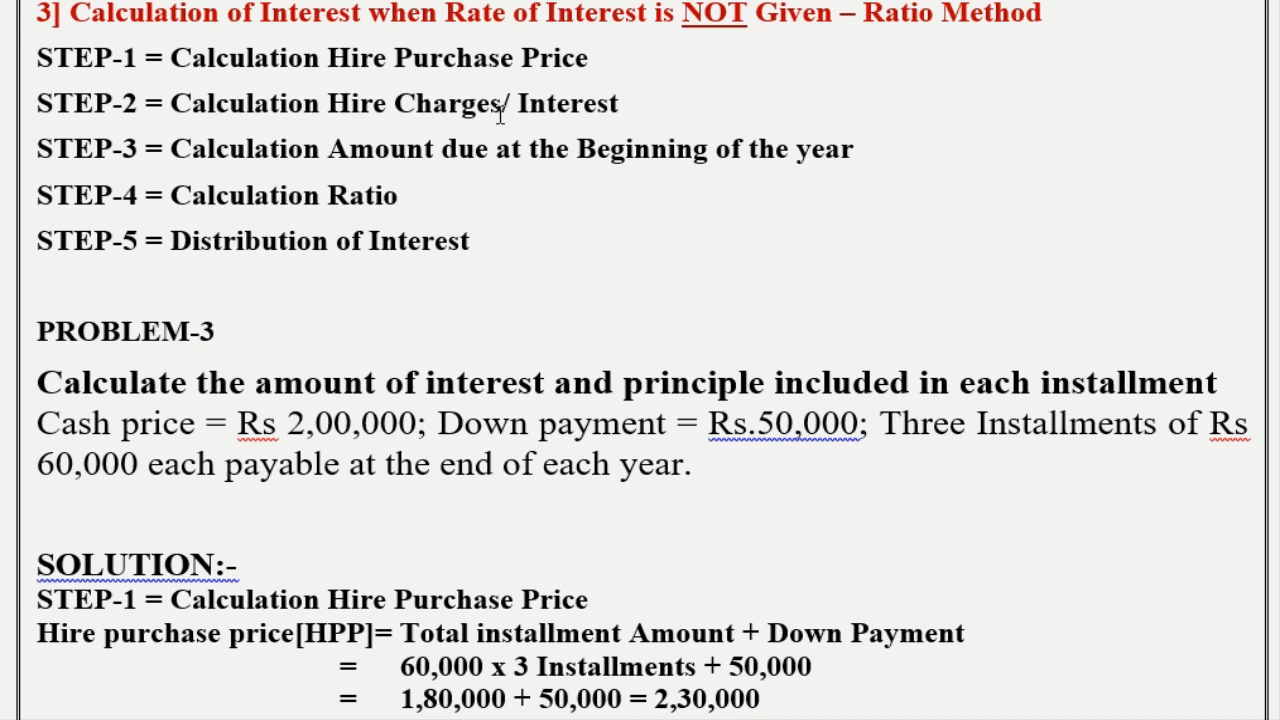 3] Calculation of Interest when Rate of Interest is NOT Given – Ratio Method
STEP-1 = Calculation Hire Purchase Price
STEP-2 = Calculation Hire Charges/ Interest
STEP-3 = Calculation Amount due at the Beginning of the year
STEP-4 = Calculation Ratio
STEP-5 = Distribution of Interest
PROBLEM-3
Calculate the amount of interest and principle included in each installment
Cash price = Rs 2,00,000; Down payment = Rs.50,000; Three Installments of Rs
60,000 each payable at the end of each year.
SOLUTION:-
STEP-1 = Calculation Hire Purchase Price
Hire purchase price[HPP]= Total installment Amount + Down Payment
= 60,000 x 3 Installments + 50,000
= 1,80,000 + 50,000 = 2,30,000